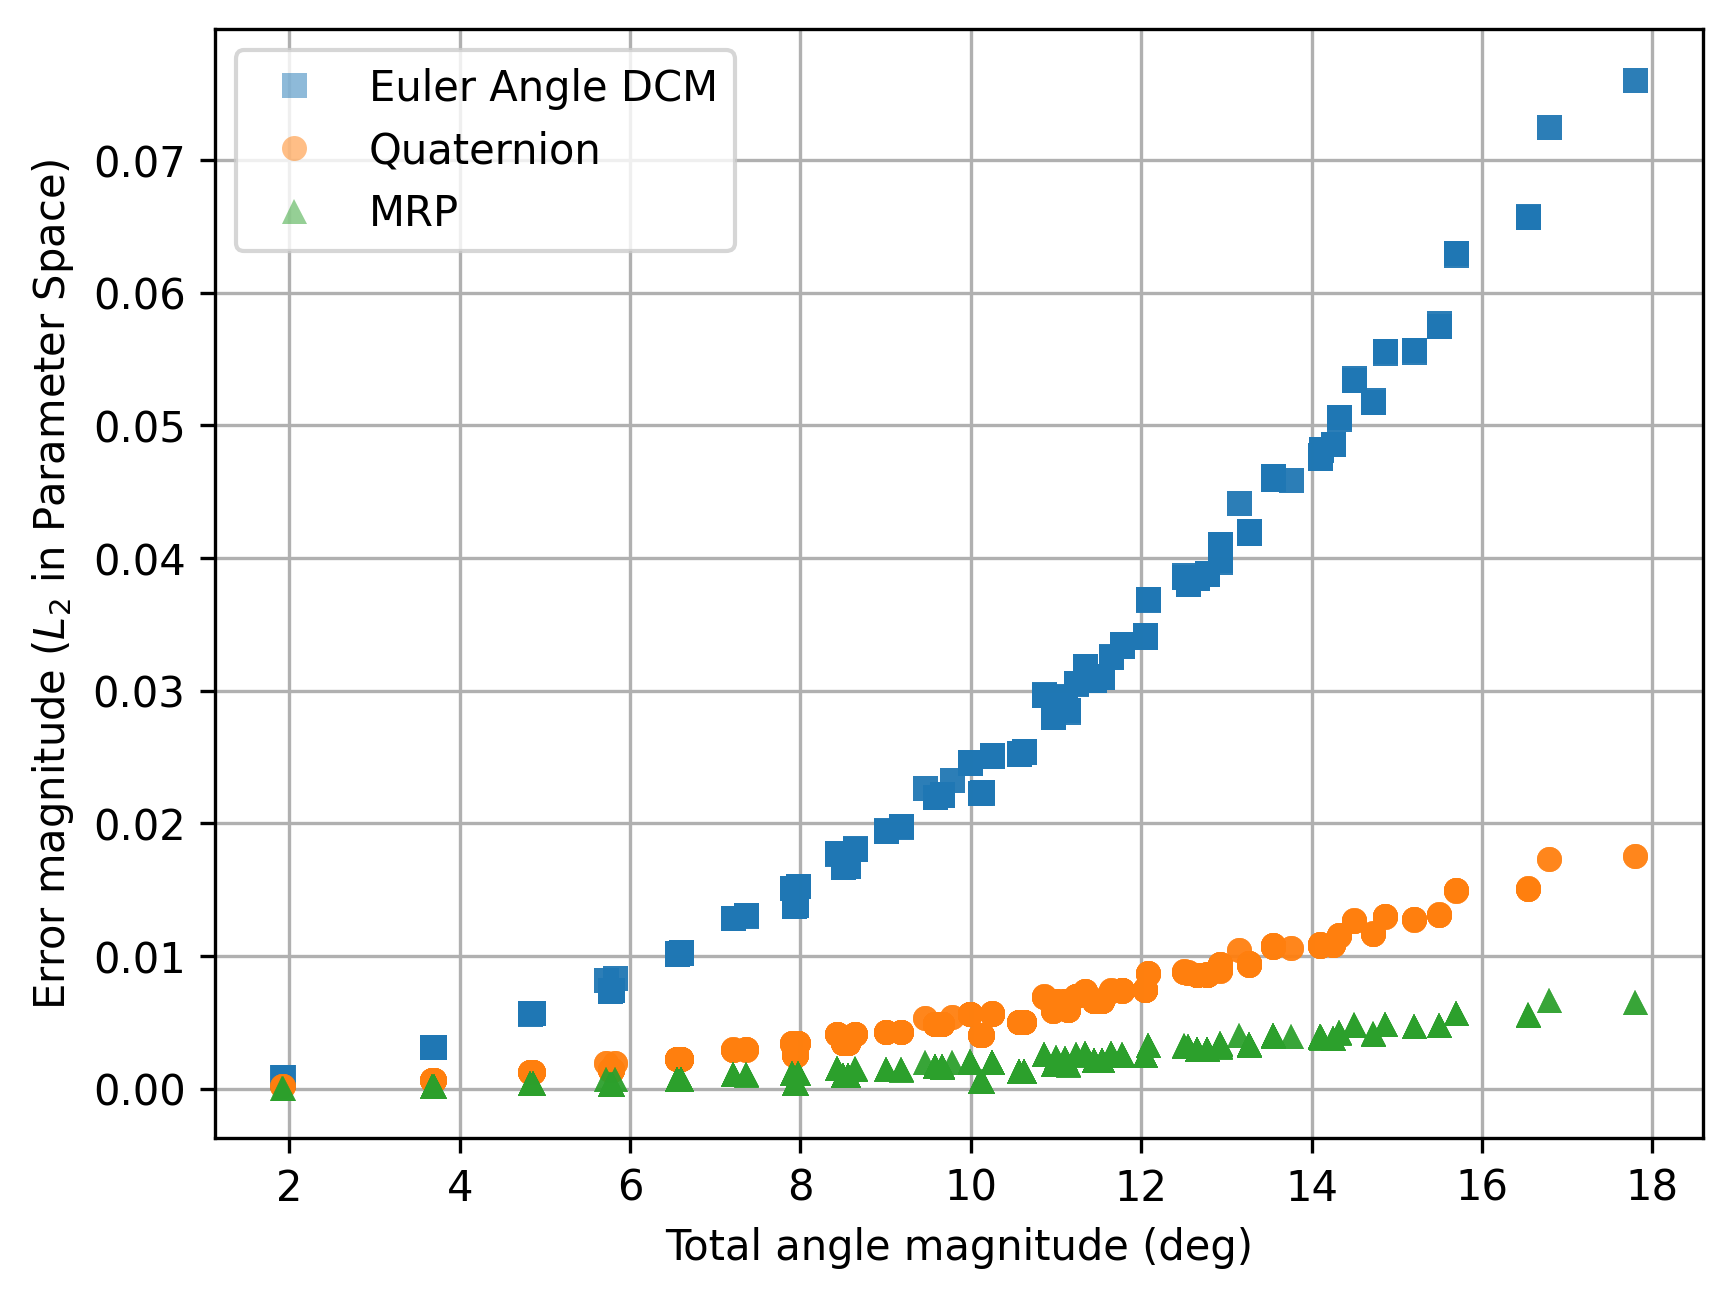 Euler Angle DCM
Quaternion
MRP
Error magnitude (L₂ in Parameter Space)
0.07
0.06
0.05
0.04
0.03
0.02
0.01
0.00
2 4 6 8 10 12 14 16 18
Total angle magnitude (deg)